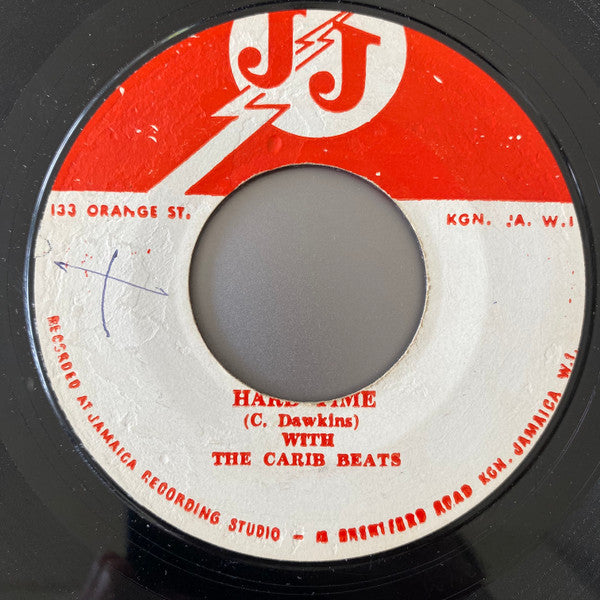 JJ
133 ORANGE ST.
KGN. JA. W.I
HARD TIME
(C. Dawkins)
WITH
THE CARIB BEATS
RECORDED AT JAMAICA RECORDING STUDIO - ROAD KGN. JAMAICA W.I.